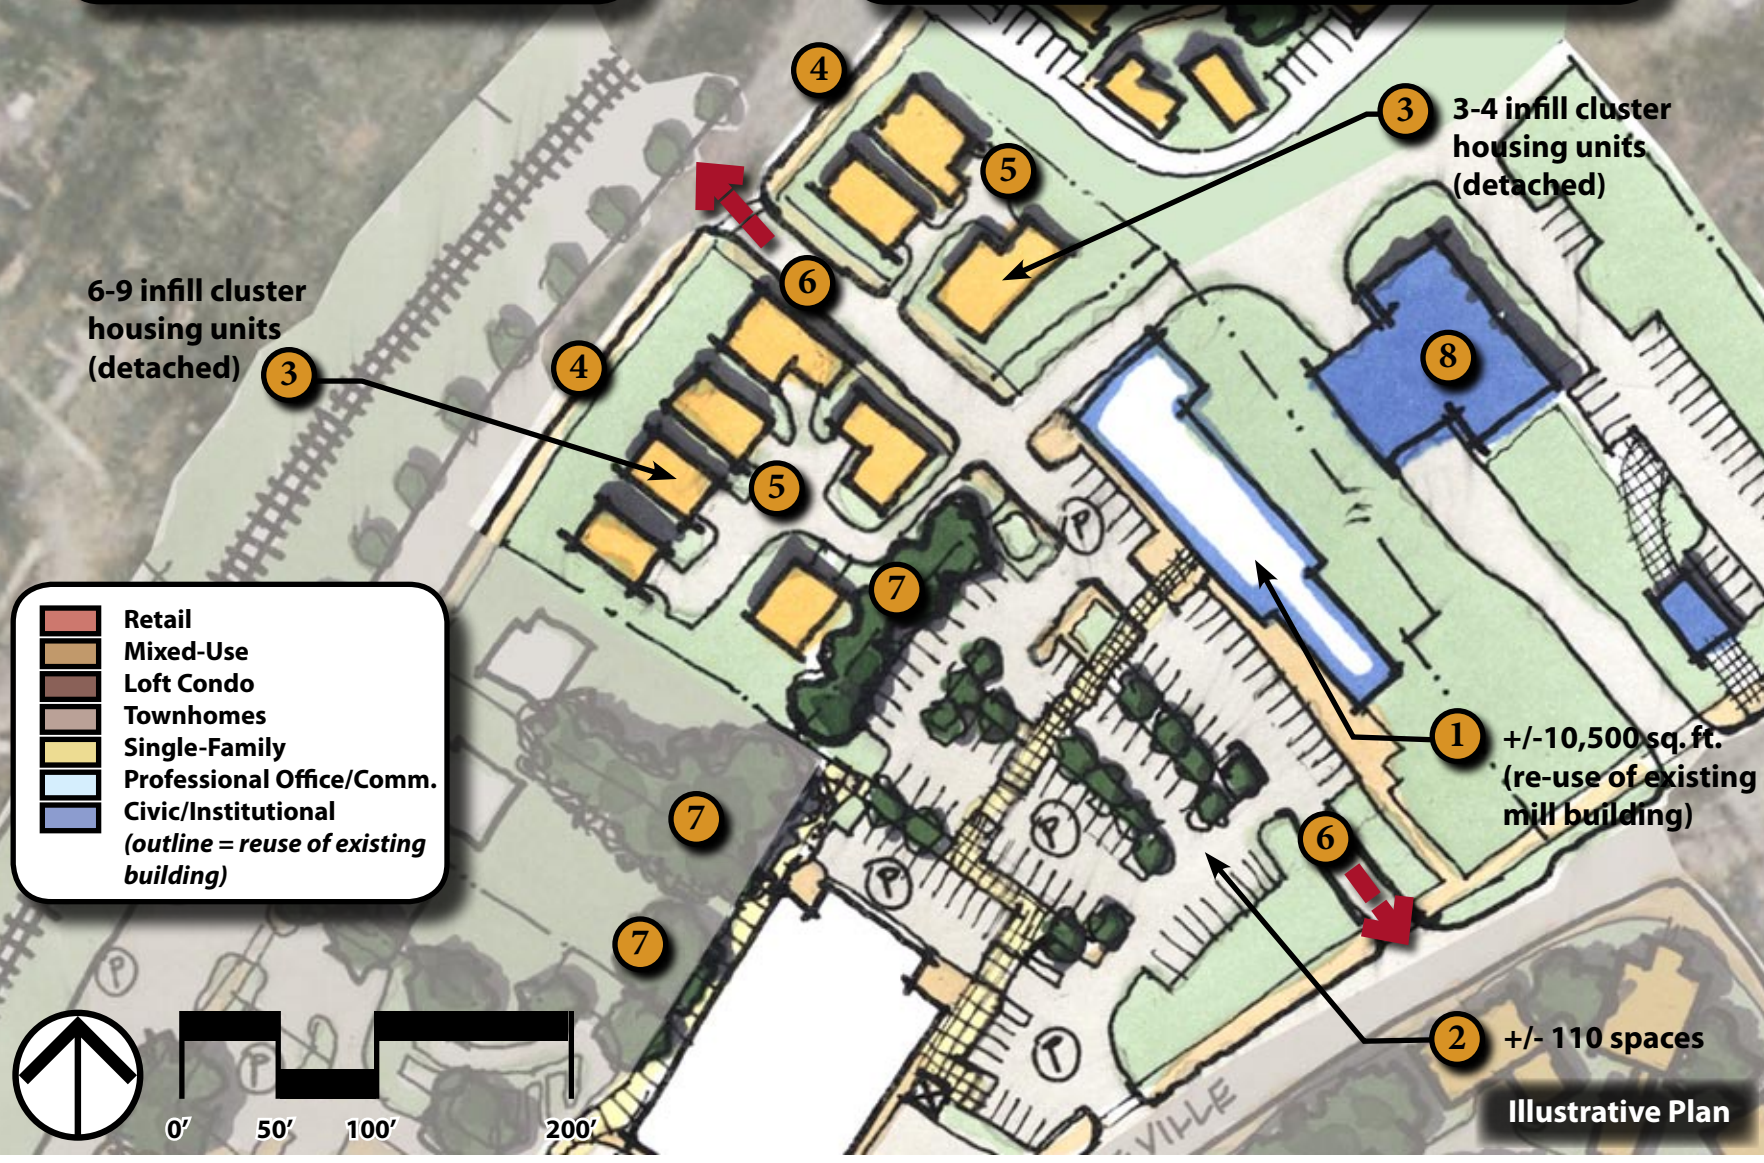 4
3
3-4 infill cluster
housing units
(detached)
5
6-9 infill cluster
housing units
(detached)
3
6
4
8
5
P
7
Retail
Mixed-Use
Loft Condo
Townhomes
Single-Family
Professional Office/Comm.
Civic/Institutional
(outline = reuse of existing
building)
1
+/-10,500 sq. ft.
(re-use of existing
mill building)
7
P
6
P
7
P
2
+/- 110 spaces
P
P
0’
50’
100’
200’
VILLE
Illustrative Plan